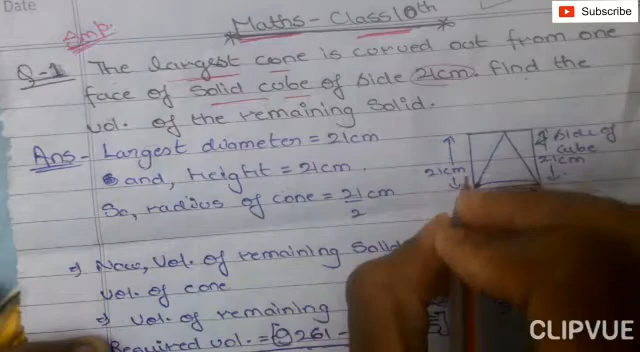 Date
Subscribe
Maths - Class 10th
Imp.
Q-1 The largest cone is curved out from one
face of solid cube of side 21cm. Find the
vol. of the remaining Solid.
Ans- Largest diameter = 21cm
and, height = 21cm.
So, radius of cone = 21/2 cm
side of
cube
21cm
21cm
⇒ Now, Vol. of remaining Solid
vol. of cone
⇒ vol. of remaining
Required vol. = [9261 -
CLIPVUE